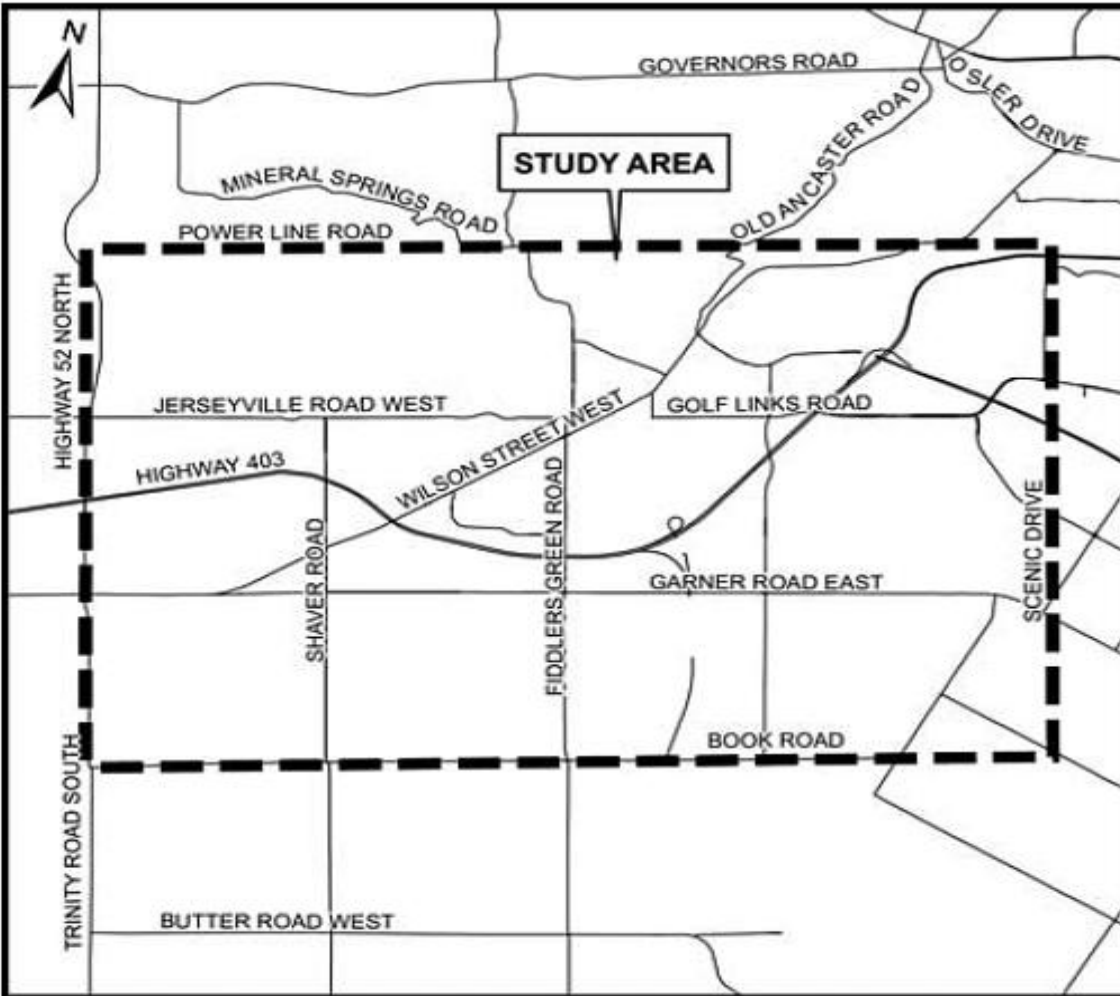 N
GOVERNORS ROAD
OSLER DRIVE
STUDY AREA
OLD ANCASTER ROAD
MINERAL SPRINGS ROAD
POWER LINE ROAD
HIGHWAY 52 NORTH
JERSEYVILLE ROAD WEST
GOLF LINKS ROAD
WILSON STREET WEST
HIGHWAY 403
SHAVER ROAD
FIDDLERS GREEN ROAD
SCENIC DRIVE
GARNER ROAD EAST
BOOK ROAD
TRINITY ROAD SOUTH
BUTTER ROAD WEST